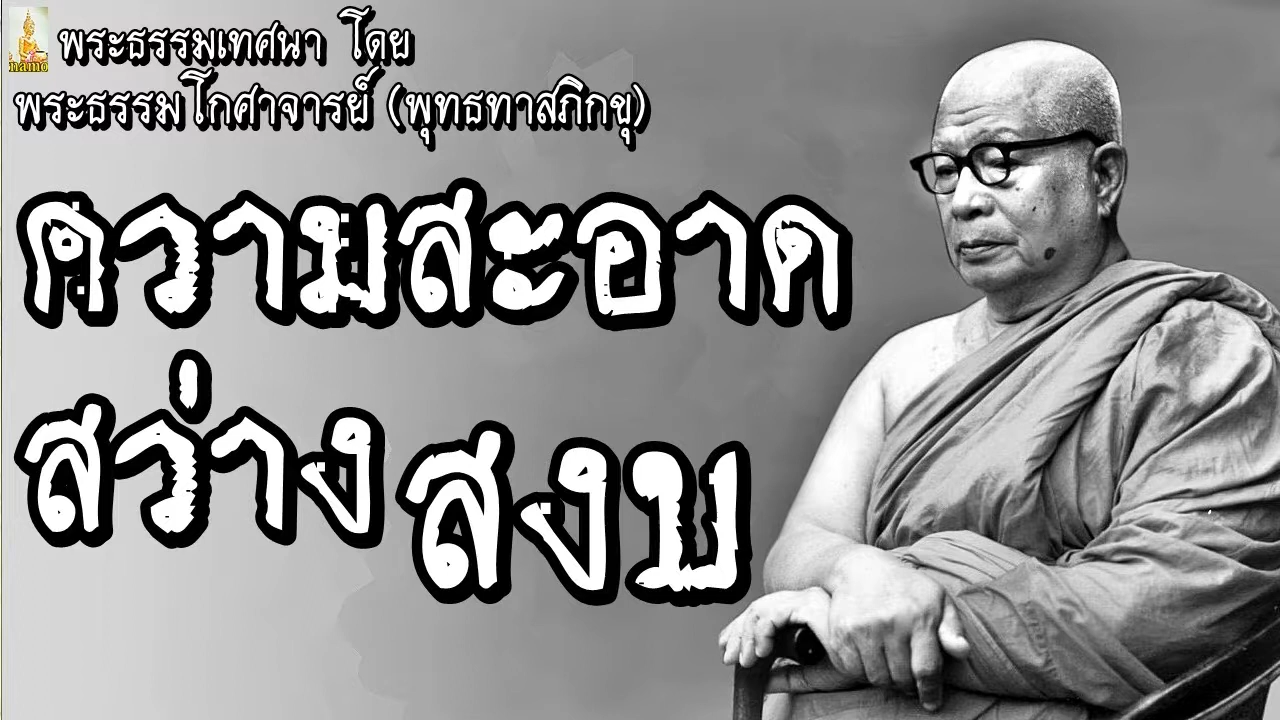 พระธรรมเทศนา โดย
พระธรรมโกศาจารย์ (พุทธทาสภิกขุ)
ความสะอาด
สว่าง สงบ
namo